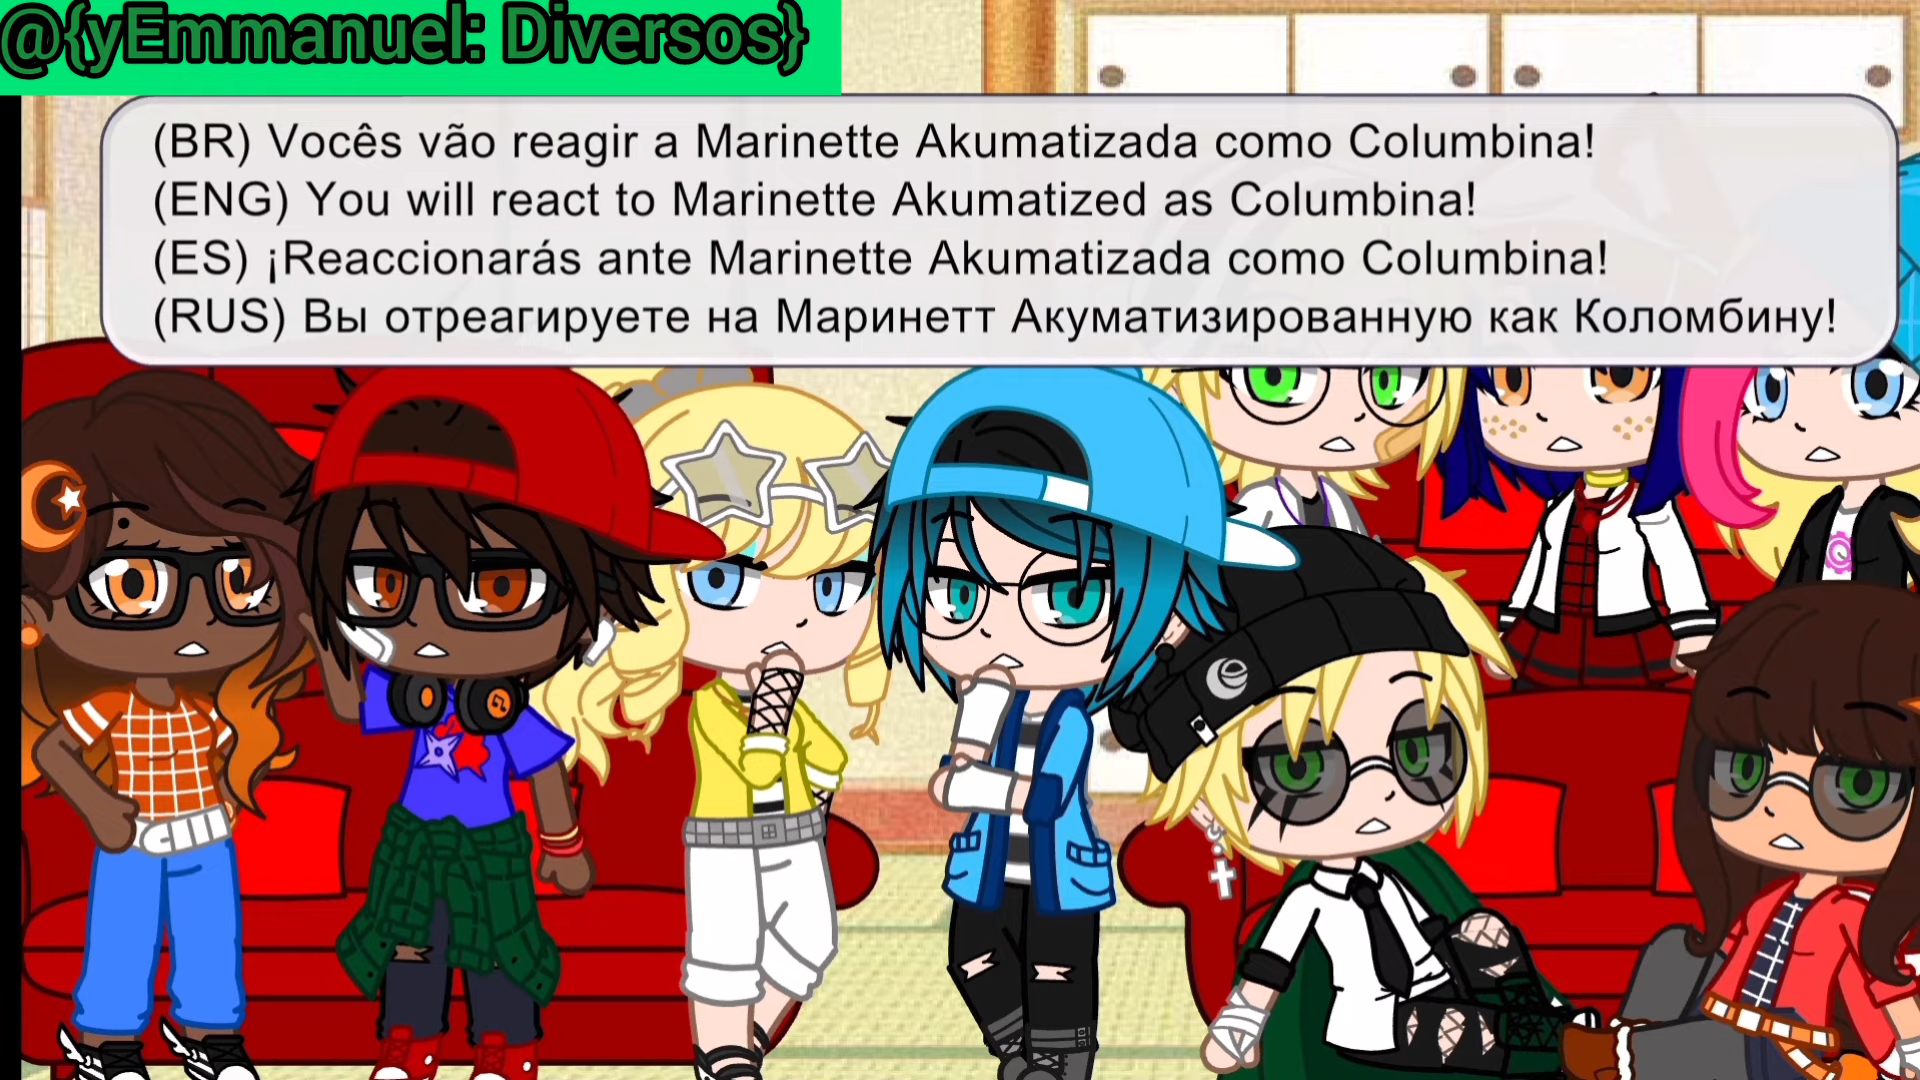 @{yEmmanuel: Diversos}
(BR) Vocês vão reagir a Marinette Akumatizada como Columbina!
(ENG) You will react to Marinette Akumatized as Columbina!
(ES) ¡Reaccionarás ante Marinette Akumatizada como Columbina!
(RUS) Вы отреагируете на Маринетт Акуматизированную как Коломбину!